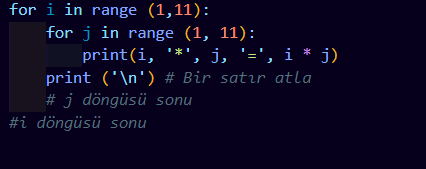 for i in range (1,11):
    for j in range (1, 11):
        print(i, '*', j, '=', i * j)
    print ('\n') # Bir satır atla
    # j döngüsü sonu
#i döngüsü sonu